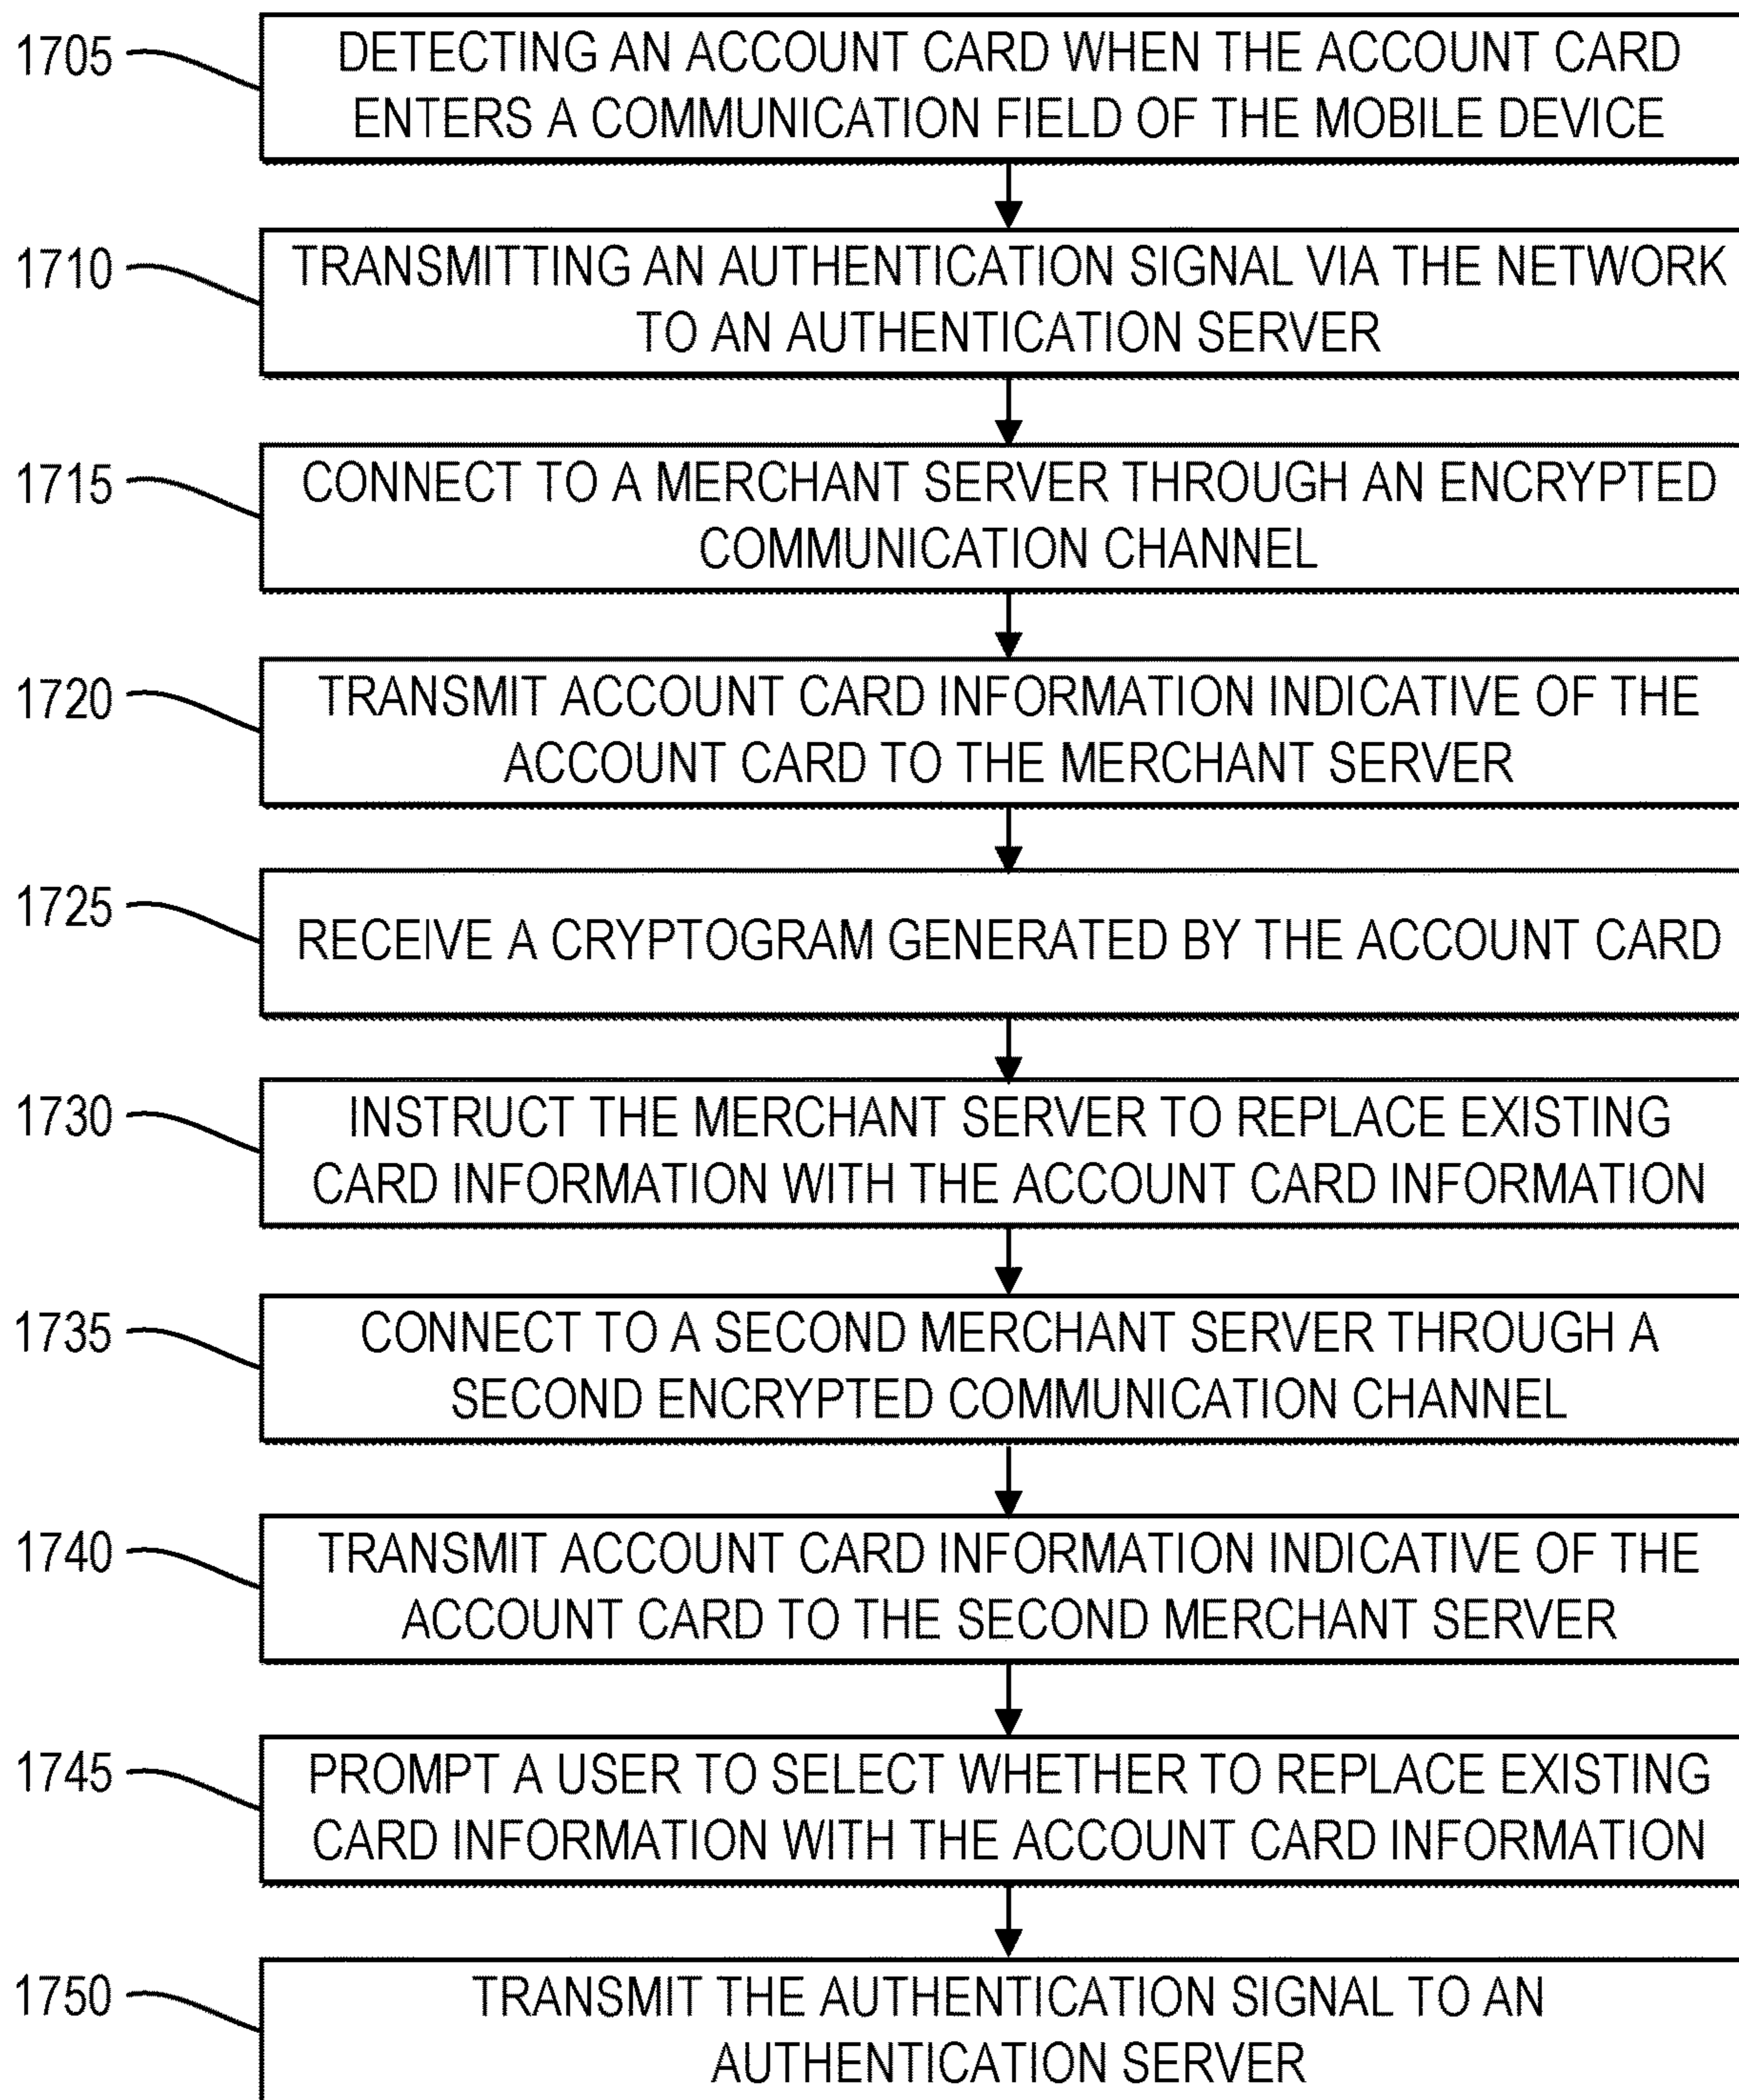 1705
DETECTING AN ACCOUNT CARD WHEN THE ACCOUNT CARD
ENTERS A COMMUNICATION FIELD OF THE MOBILE DEVICE
1710
TRANSMITTING AN AUTHENTICATION SIGNAL VIA THE NETWORK
TO AN AUTHENTICATION SERVER
1715
CONNECT TO A MERCHANT SERVER THROUGH AN ENCRYPTED
COMMUNICATION CHANNEL
1720
TRANSMIT ACCOUNT CARD INFORMATION INDICATIVE OF THE
ACCOUNT CARD TO THE MERCHANT SERVER
1725
RECEIVE A CRYPTOGRAM GENERATED BY THE ACCOUNT CARD
1730
INSTRUCT THE MERCHANT SERVER TO REPLACE EXISTING
CARD INFORMATION WITH THE ACCOUNT CARD INFORMATION
1735
CONNECT TO A SECOND MERCHANT SERVER THROUGH A
SECOND ENCRYPTED COMMUNICATION CHANNEL
1740
TRANSMIT ACCOUNT CARD INFORMATION INDICATIVE OF THE
ACCOUNT CARD TO THE SECOND MERCHANT SERVER
1745
PROMPT A USER TO SELECT WHETHER TO REPLACE EXISTING
CARD INFORMATION WITH THE ACCOUNT CARD INFORMATION
1750
TRANSMIT THE AUTHENTICATION SIGNAL TO AN
AUTHENTICATION SERVER